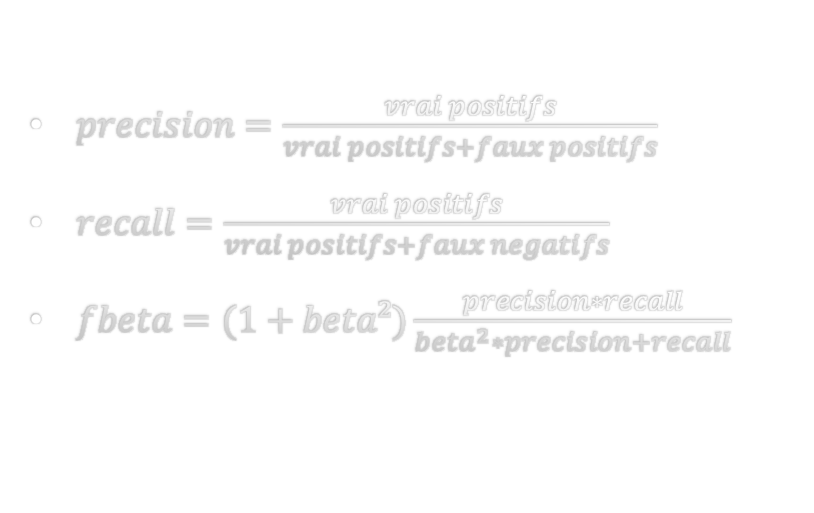 precision = vrai positifs / vrai positifs+faux positifs
recall = vrai positifs / vrai positifs+faux negatifs
fbeta = (1 + beta²) precision*recall / beta²*precision+recall